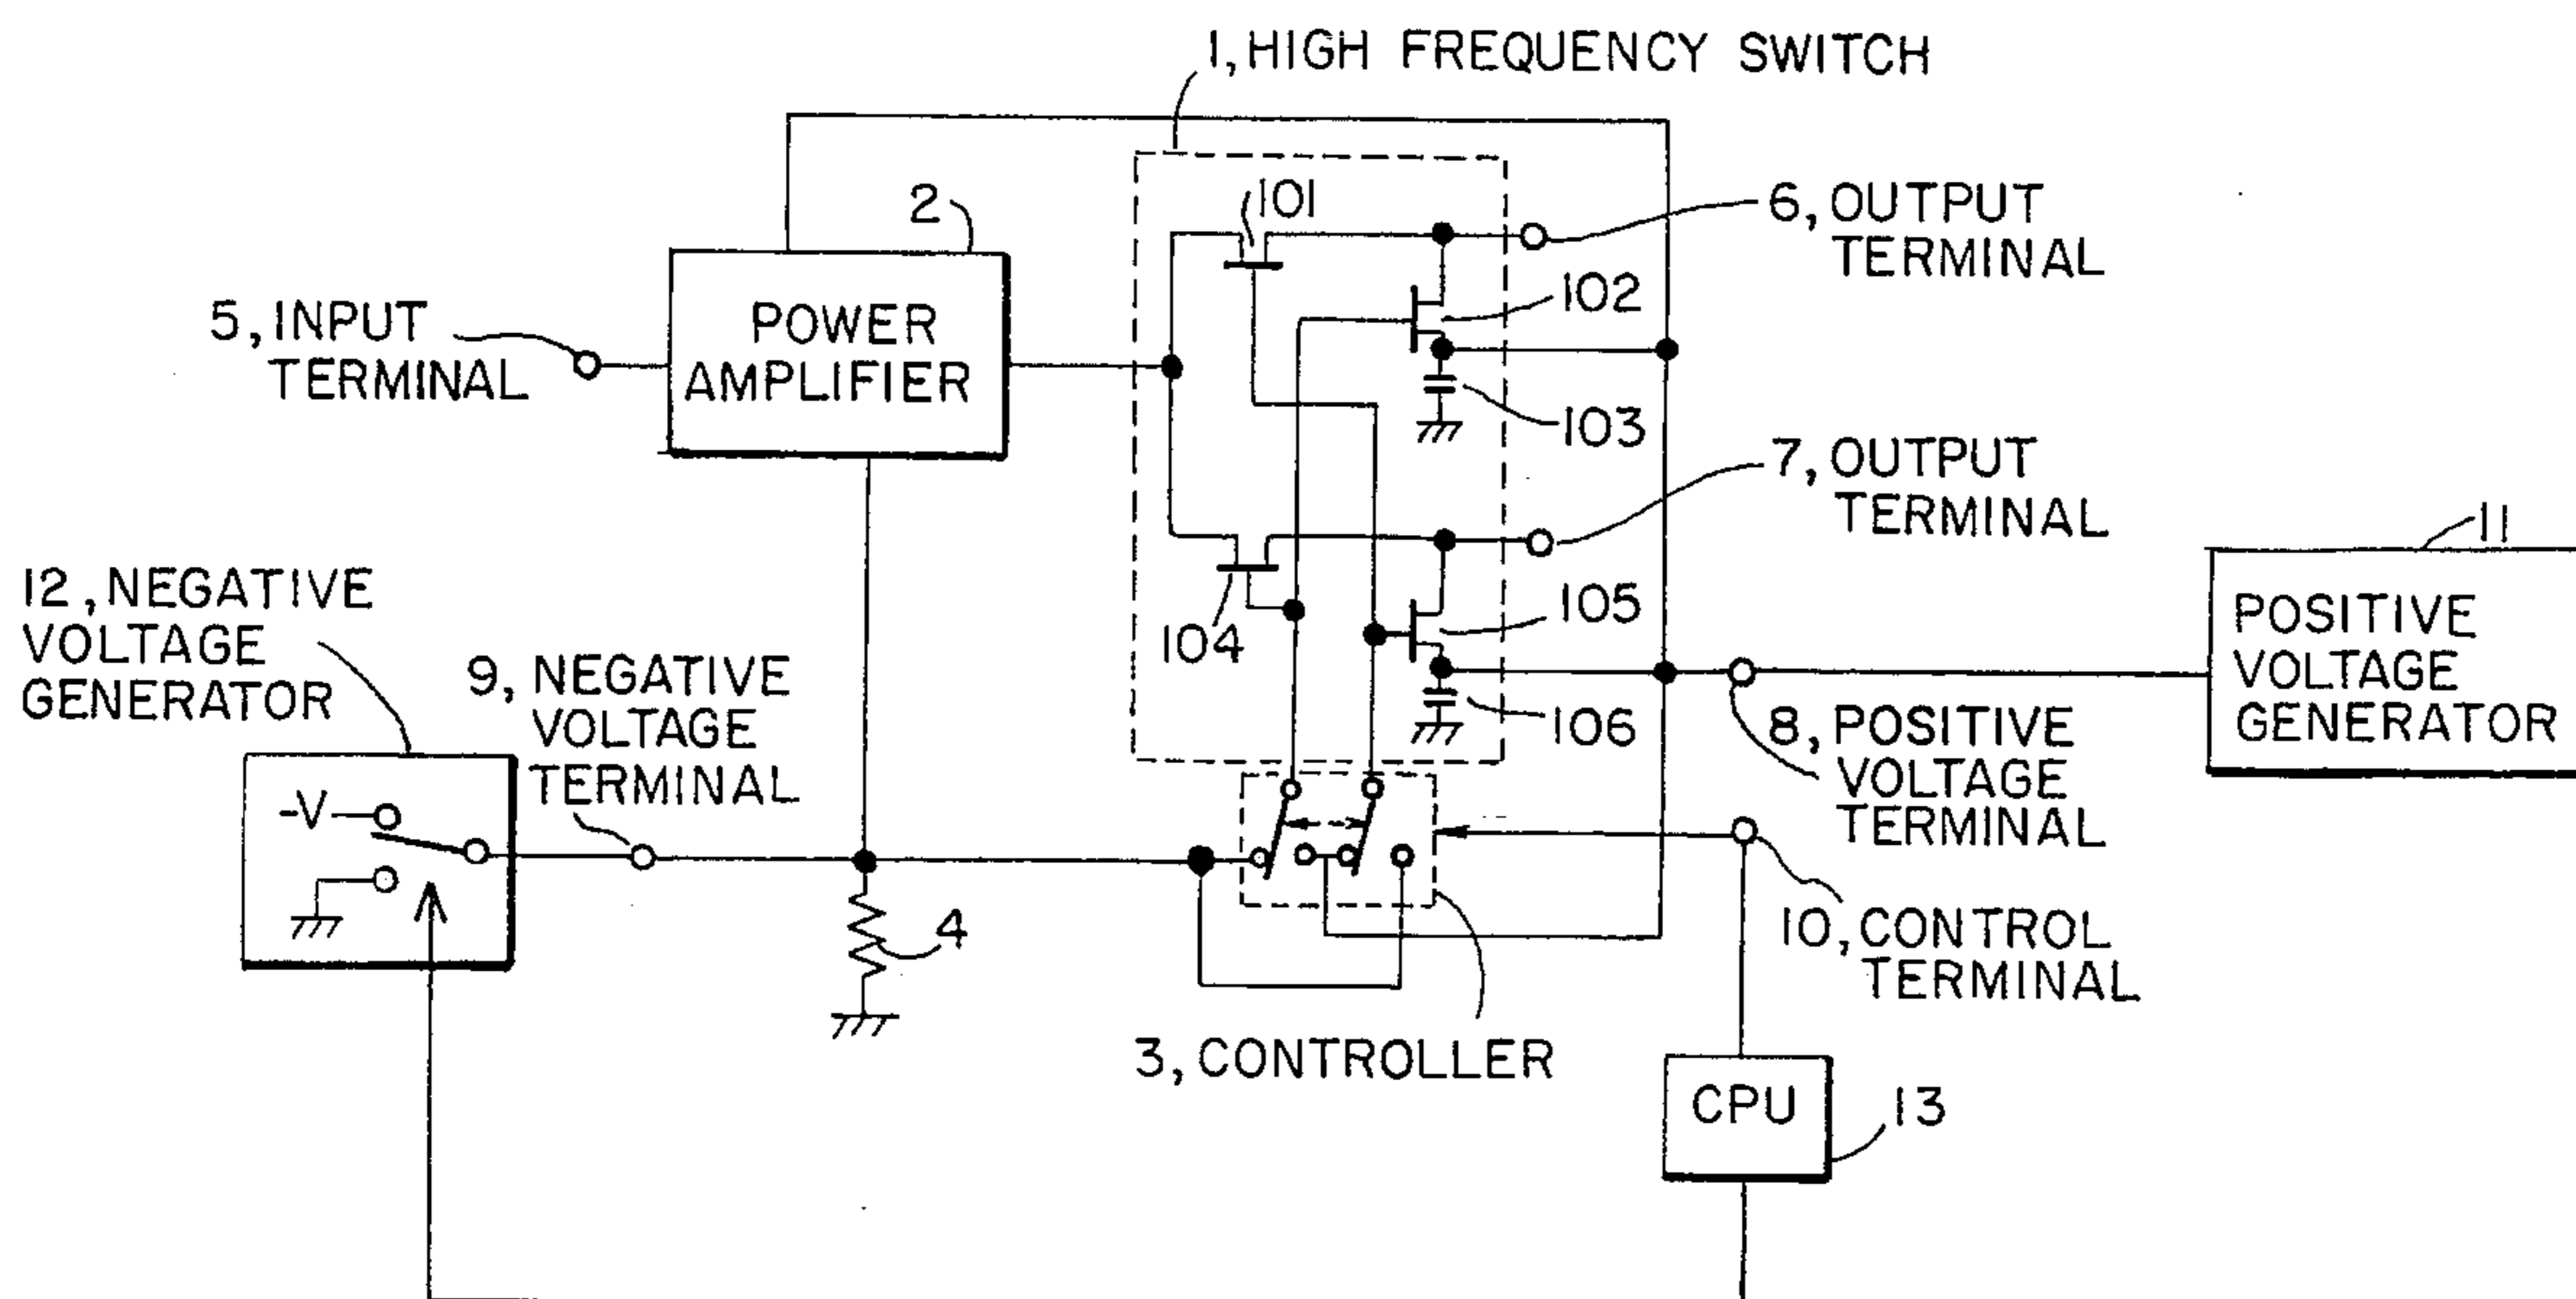 1, HIGH FREQUENCY SWITCH
2
101
6, OUTPUT
TERMINAL
5, INPUT
TERMINAL
POWER
AMPLIFIER
102
103
7, OUTPUT
TERMINAL
11
POSITIVE
VOLTAGE
GENERATOR
12, NEGATIVE
VOLTAGE
GENERATOR
104
105
106
9, NEGATIVE
VOLTAGE
TERMINAL
8, POSITIVE
VOLTAGE
TERMINAL
-V
4
10, CONTROL
TERMINAL
3, CONTROLLER
CPU
13